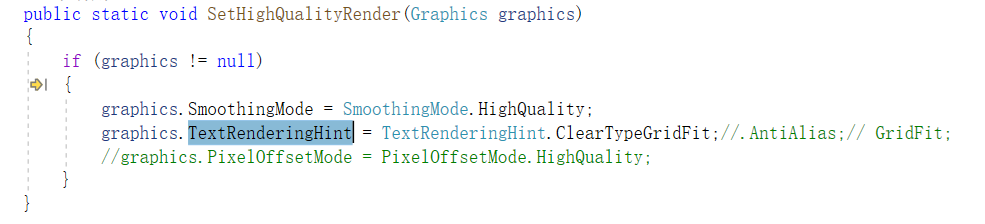 public static void SetHighQualityRender(Graphics graphics)
{
if (graphics != null)
{
graphics.SmoothingMode = SmoothingMode.HighQuality;
graphics.TextRenderingHint = TextRenderingHint.ClearTypeGridFit;//.AntiAlias;// GridFit;
//graphics.PixelOffsetMode = PixelOffsetMode.HighQuality;
}
}